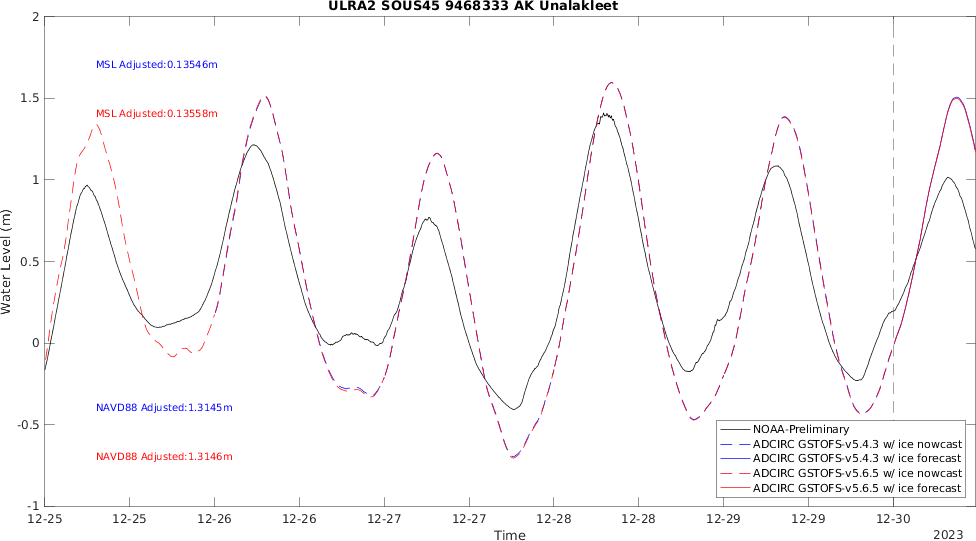 ULRA2 SOUS45 9468333 AK Unalakleet
2
1.5
1
0.5
0
-0.5
-1
Water Level (m)
MSL Adjusted:0.13546m
MSL Adjusted:0.13558m
NAVD88 Adjusted:1.3145m
NAVD88 Adjusted:1.3146m
NOAA-Preliminary
ADCIRC GSTOFS-v5.4.3 w/ ice nowcast
ADCIRC GSTOFS-v5.4.3 w/ ice forecast
ADCIRC GSTOFS-v5.6.5 w/ ice nowcast
ADCIRC GSTOFS-v5.6.5 w/ ice forecast
12-25 12-25 12-26 12-26 12-27 12-27 12-28 12-28 12-29 12-29 12-30
Time
2023